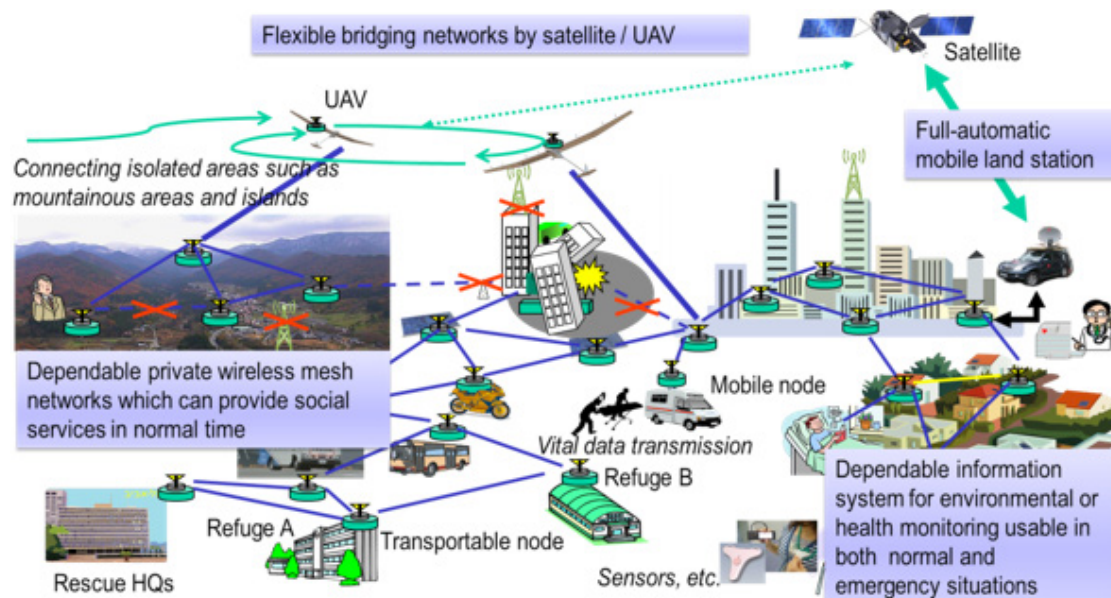 Flexible bridging networks by satellite / UAV
Satellite
UAV
Full-automatic
mobile land station
Connecting isolated areas such as
mountainous areas and islands
Dependable private wireless mesh
networks which can provide social
services in normal time
Mobile node
Vital data transmission
Refuge B
Dependable information
system for environmental or
health monitoring usable in
both normal and
emergency situations
Refuge A
Transportable node
Rescue HQs
Sensors, etc.